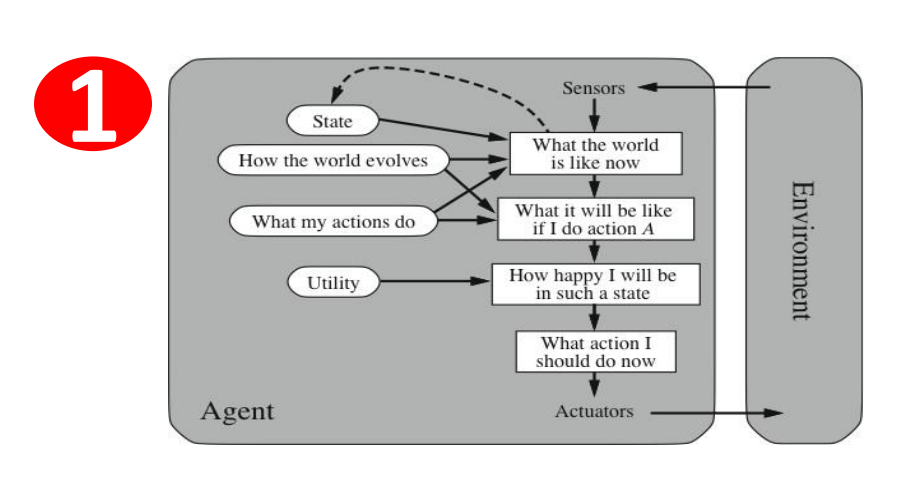 1
Sensors
State
What the world
is like now
How the world evolves
What it will be like
if I do action A
What my actions do
How happy I will be
in such a state
Utility
What action I
should do now
Agent
Actuators
Environment